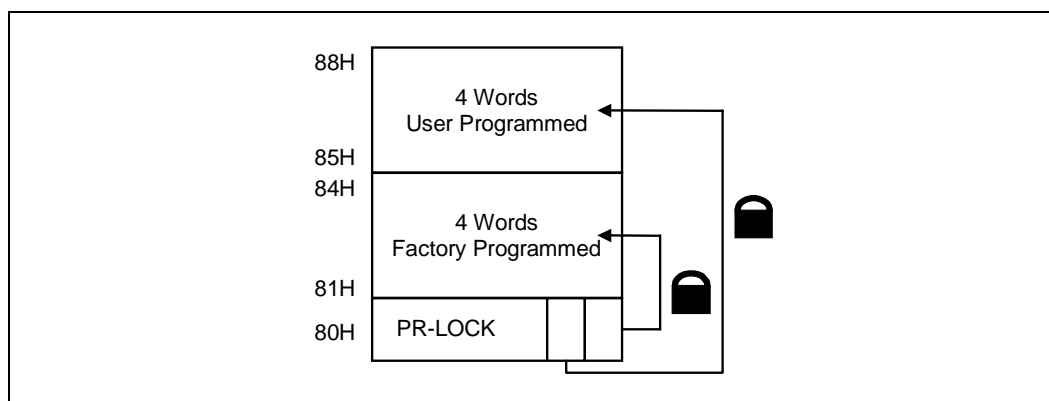 88H
4 Words
User Programmed
85H
84H
4 Words
Factory Programmed
81H
80H
PR-LOCK